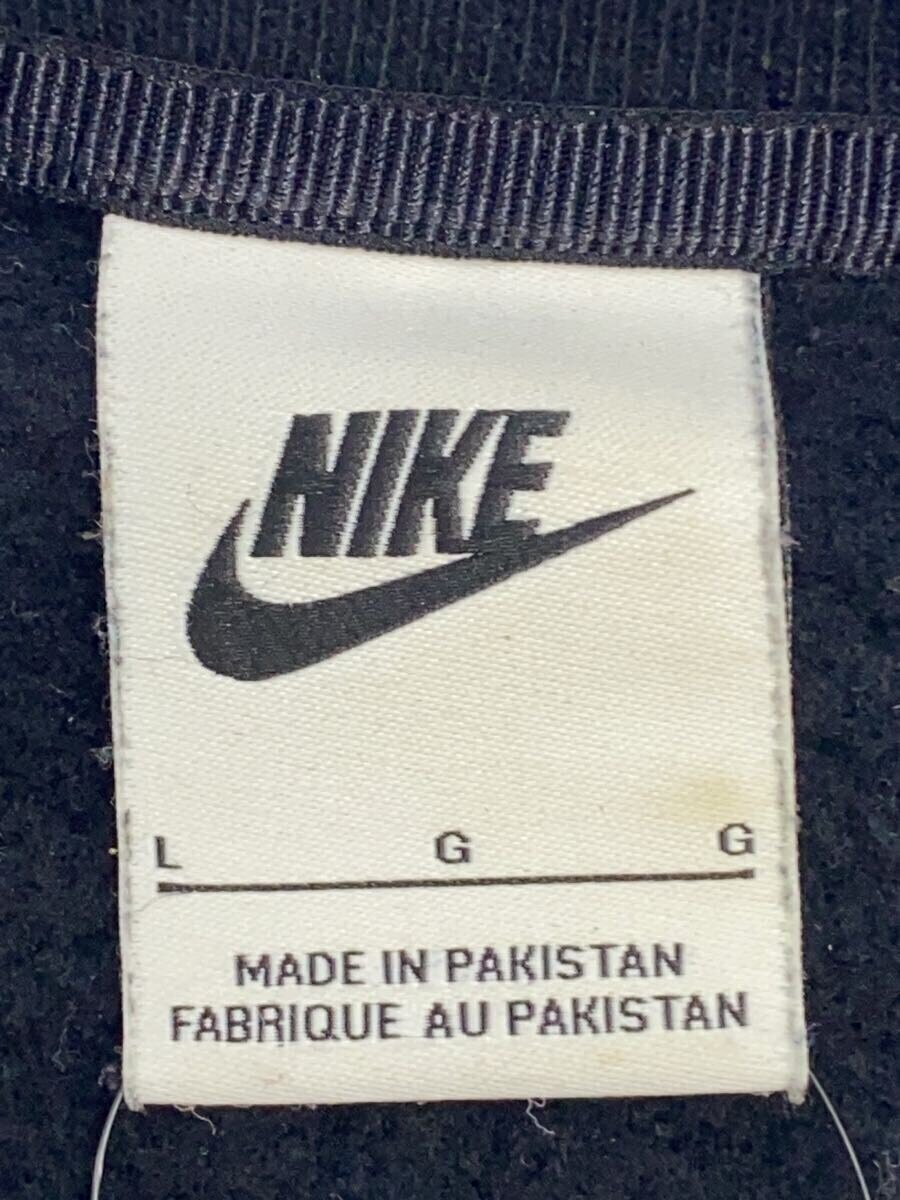 NIKE
L G G
MADE IN PAKISTAN
FABRIQUE AU PAKISTAN